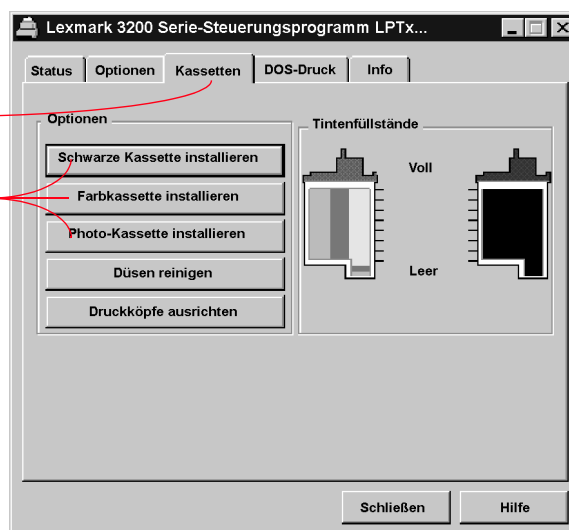 Lexmark 3200 Serie-Steuerungsprogramm LPTx...
Status Optionen Kassetten DOS-Druck Info
Optionen
Schwarze Kassette installieren
Farbkassette installieren
Photo-Kassette installieren
Düsen reinigen
Druckköpfe ausrichten
Tintenfüllstände
Voll
Leer
Schließen Hilfe